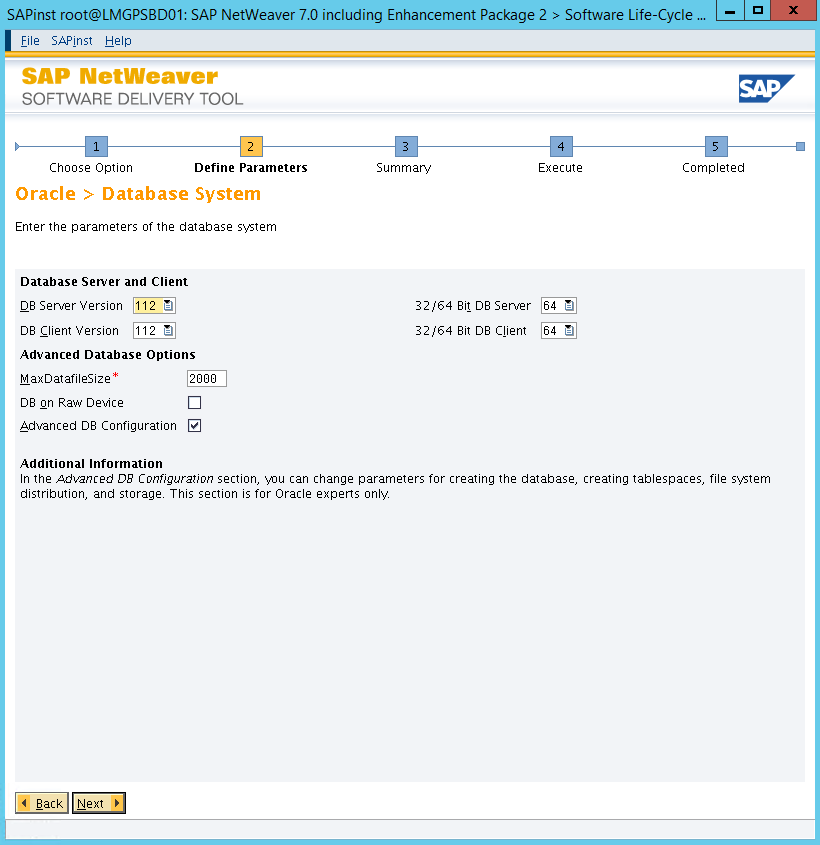 SAPinst root@LMGPSBD01: SAP NetWeaver 7.0 including Enhancement Package 2 > Software Life-Cycle ...
File SAPinst Help
SAP NetWeaver
SOFTWARE DELIVERY TOOL
SAP
1 2 3 4 5
Choose Option Define Parameters Summary Execute Completed
Oracle > Database System
Enter the parameters of the database system
Database Server and Client
DB Server Version 112 32/64 Bit DB Server 64
DB Client Version 112 32/64 Bit DB Client 64
Advanced Database Options
MaxDatafileSize* 2000
DB on Raw Device
Advanced DB Configuration
Additional Information
In the Advanced DB Configuration section, you can change parameters for creating the database, creating tablespaces, file system
distribution, and storage. This section is for Oracle experts only.
Back Next